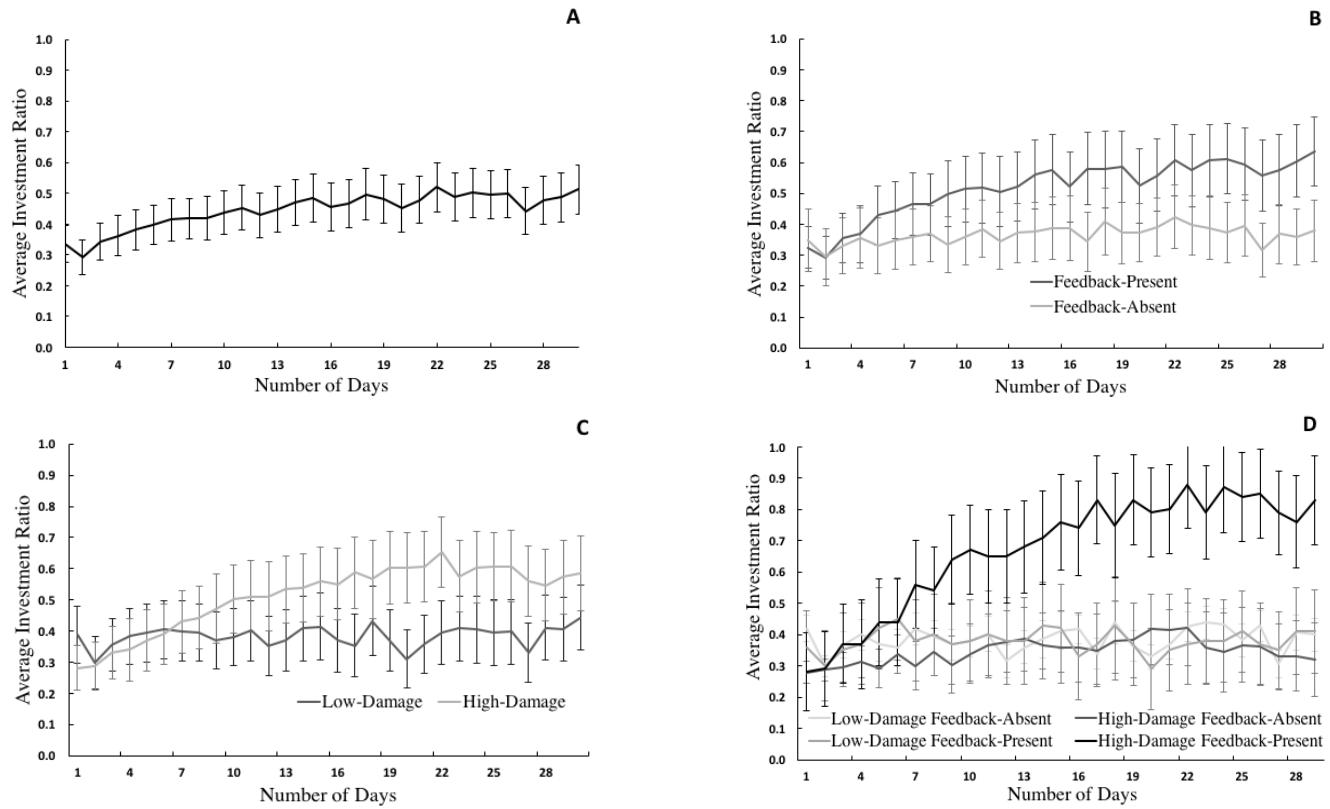 A
1.0
0.9
0.8
0.7
0.6
0.5
0.4
0.3
0.2
0.1
0.0
Average Investment Ratio
1 4 7 10 13 16 19 22 25 28
Number of Days
B
1.0
0.9
0.8
0.7
0.6
0.5
0.4
0.3
0.2
0.1
0.0
Average Investment Ratio
Feedback-Present
Feedback-Absent
1 4 7 10 13 16 19 22 25 28
Number of Days
C
1.0
0.9
0.8
0.7
0.6
0.5
0.4
0.3
0.2
0.1
0.0
Average Investment Ratio
Low-Damage High-Damage
1 4 7 10 13 16 19 22 25 28
Number of Days
D
1.0
0.9
0.8
0.7
0.6
0.5
0.4
0.3
0.2
0.1
0.0
Average Investment Ratio
Low-Damage Feedback-Absent High-Damage Feedback-Absent
Low-Damage Feedback-Present High-Damage Feedback-Present
1 4 7 10 13 16 19 22 25 28
Number of Days